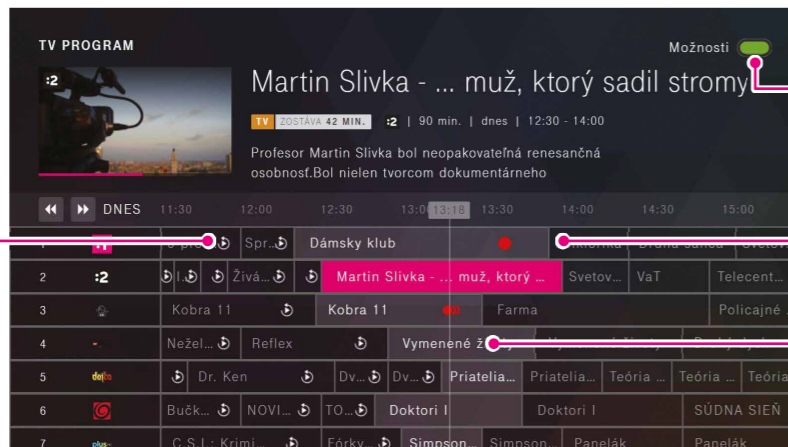 TV PROGRAM
Možnosti
:2
Martin Slivka - ... muž, ktorý sadil stromy
TV ZOSTÁVA 42 MIN. :2 | 90 min. | dnes | 12:30 - 14:00
Profesor Martin Slivka bol neopakovateľná renesančná
osobnosť.Bol nielen tvorcom dokumentárneho
DNES 11:30 12:00 12:30 13:00 13:18 13:30 14:00 14:30 15:00
1 Spr... Dámsky klub
2 :2 I... Živá... Martin Slivka - ... muž, ktorý ... Svetov... VaT Telecent...
3 Kobra 11 Kobra 11 Farma Policajné
4 Nežel... Reflex Vymenené
5 dajto Dr. Ken Dv... Dv... Priatelia... Priatelia... Teória ... Teória ... Teória
6 Bučk... NOVI... TO... Doktori I Doktori I SÚDNA SIEŇ
7 plus C.S.I.: Krimi... Fórky... Simpson... Simpson... Panelák Panelák